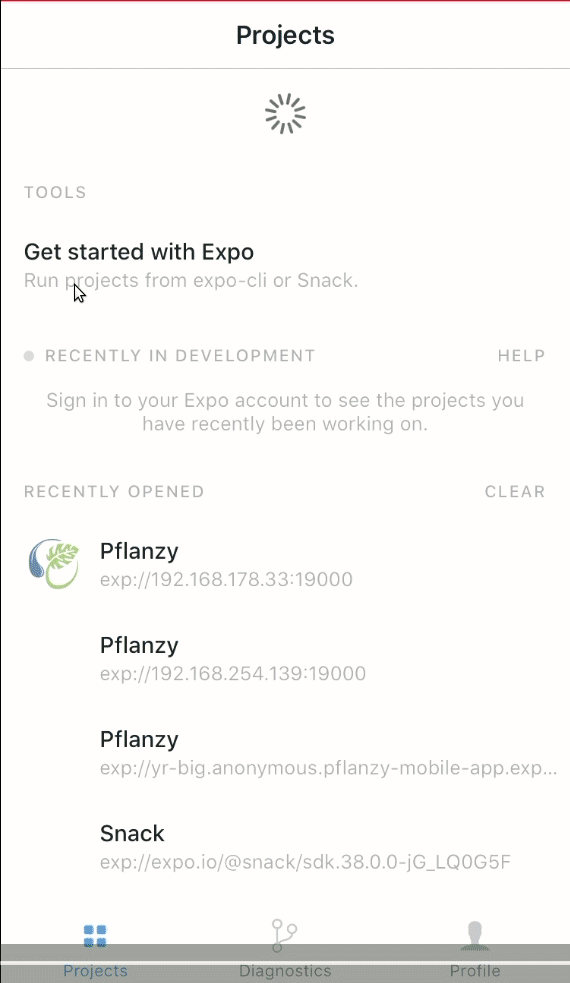 Projects
TOOLS
Get started with Expo
Run projects from expo-cli or Snack.
RECENTLY IN DEVELOPMENT
HELP
Sign in to your Expo account to see the projects you
have recently been working on.
RECENTLY OPENED
CLEAR
Pflanzy
exp://192.168.178.33:19000
Pflanzy
exp://192.168.254.139:19000
Pflanzy
exp://yr-big.anonymous.pflanzy-mobile-app.exp...
Snack
exp://expo.io/@snack/sdk.38.0.0-jG_LQ0G5F
Projects
Diagnostics
Profile